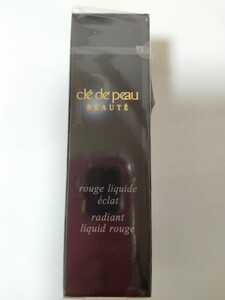 clé de peau
BEAUTÉ
rouge liquide
éclat
radiant
liquid rouge